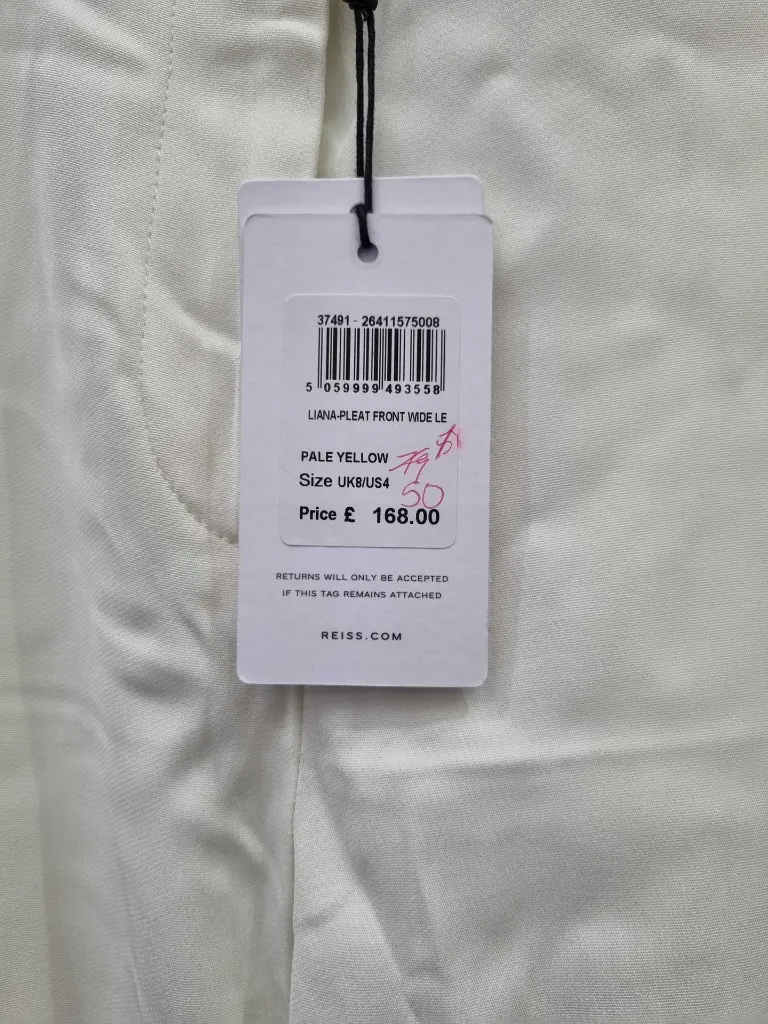 37491 - 26411575008
5 059999 493558
LIANA-PLEAT FRONT WIDE LE
PALE YELLOW 79
Size UK8/US4
50
Price £ 168.00
RETURNS WILL ONLY BE ACCEPTED
IF THIS TAG REMAINS ATTACHED
REISS.COM